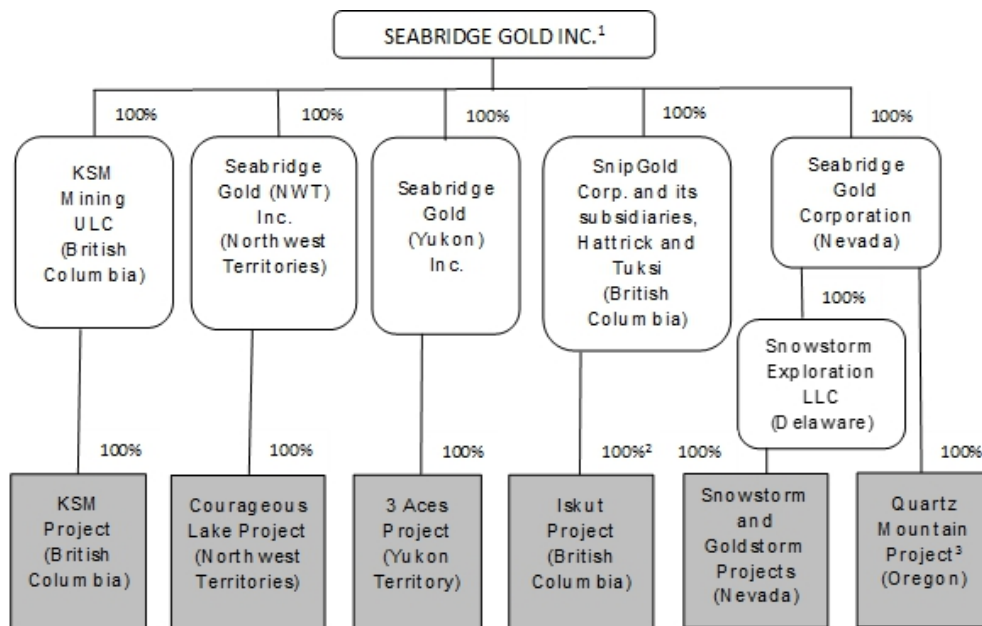 SEABRIDGE GOLD INC.¹
100%
100%
100%
100%
100%
KSM
Mining
ULC
(British
Columbia)
Seabridge
Gold (NWT)
Inc.
(Northwest
Territories)
Seabridge
Gold
(Yukon)
Inc.
SnipGold
Corp. and its
subsidiaries,
Hattrick and
Tuksi
(British
Columbia)
Seabridge
Gold
Corporation
(Nevada)
100%
Snowstorm
Exploration
LLC
(Delaware)
100%
100%
100%
100%²
100%
100%
KSM
Project
(British
Columbia)
Courageous
Lake Project
(Northwest
Territories)
3 Aces
Project
(Yukon
Territory)
Iskut
Project
(British
Columbia)
Snowstorm
and
Goldstorm
Projects
(Nevada)
Quartz
Mountain
Project³
(Oregon)